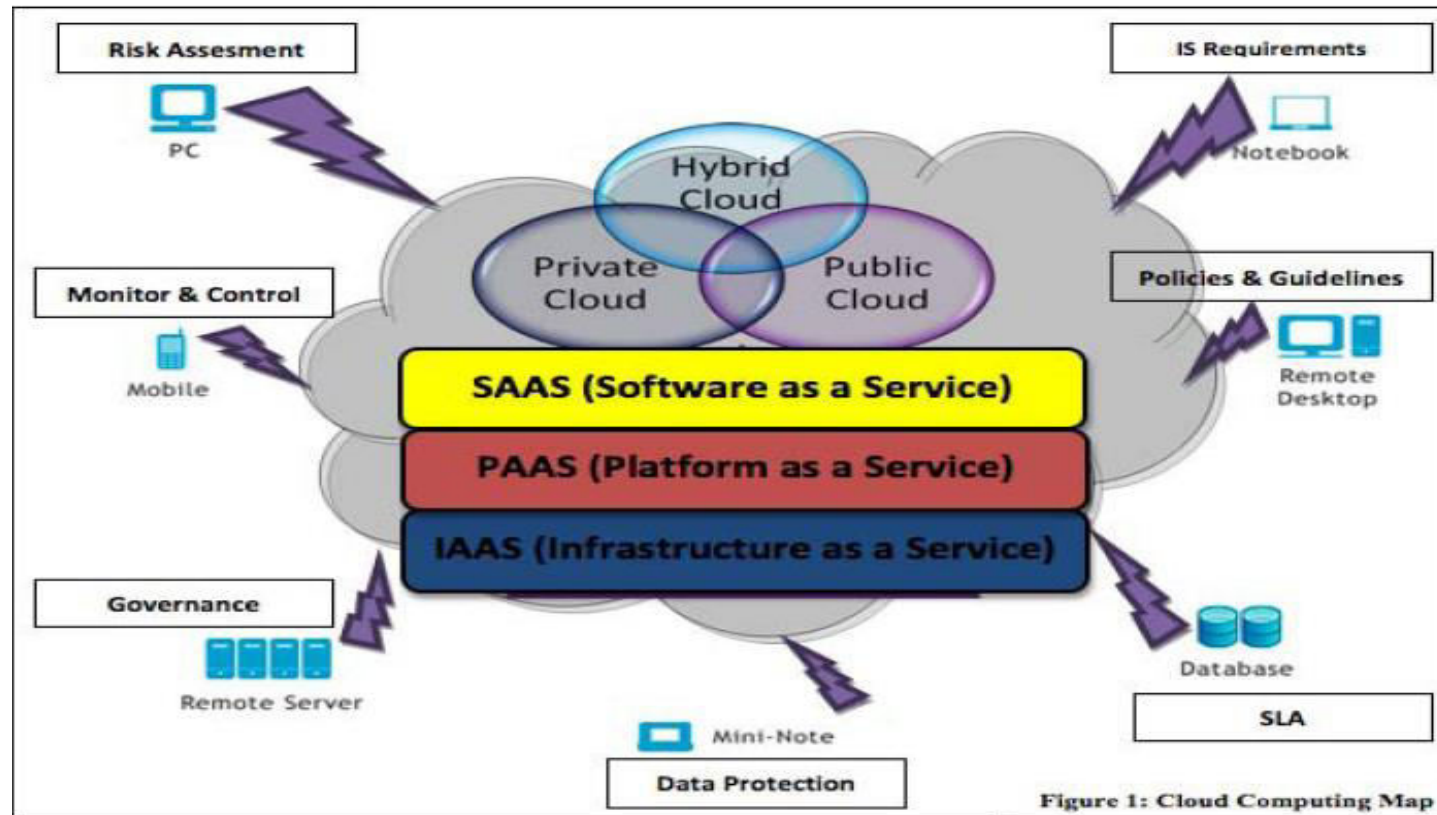 Risk Assesment
PC
IS Requirements
Notebook
Hybrid
Cloud
Private
Cloud
Public
Cloud
Monitor & Control
Mobile
Policies & Guidelines
Remote
Desktop
SAAS (Software as a Service)
PAAS (Platform as a Service)
IAAS (Infrastructure as a Service)
Governance
Remote Server
Database
SLA
Mini-Note
Data Protection
Figure 1: Cloud Computing Map